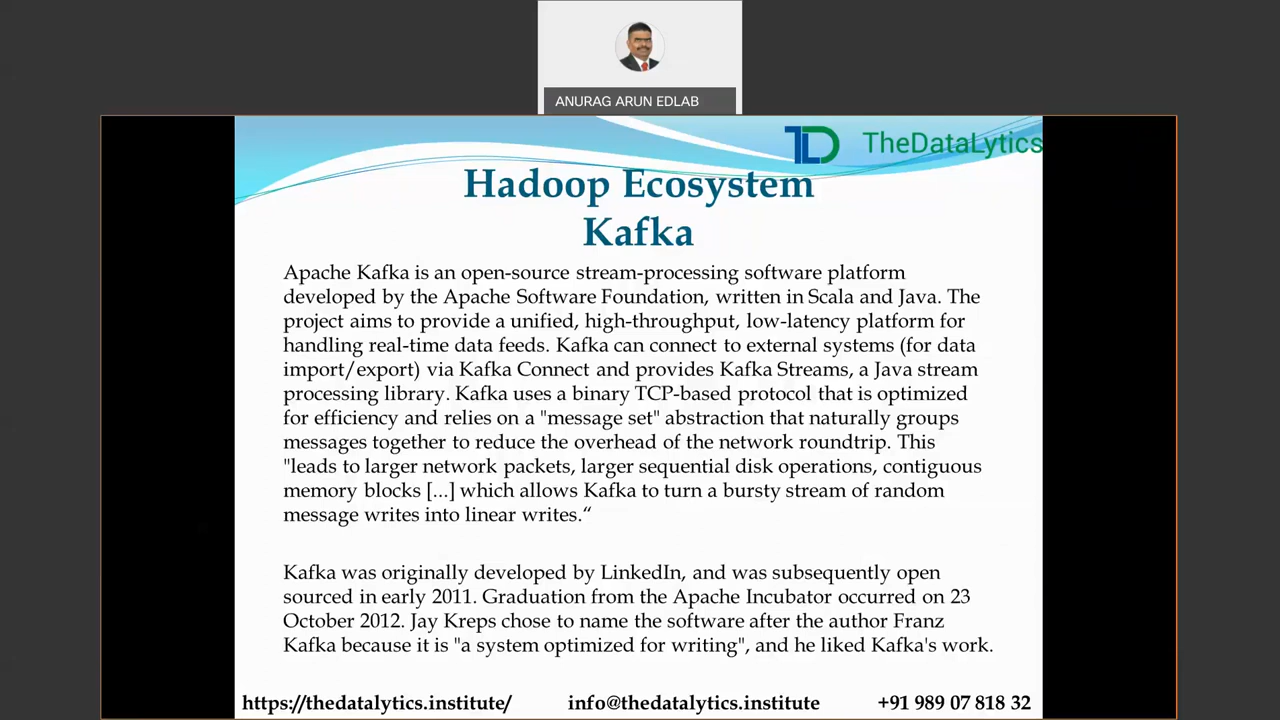 ANURAG ARUN EDLAB
TD TheDataLytics
Hadoop Ecosystem
Kafka
Apache Kafka is an open-source stream-processing software platform
developed by the Apache Software Foundation, written in Scala and Java. The
project aims to provide a unified, high-throughput, low-latency platform for
handling real-time data feeds. Kafka can connect to external systems (for data
import/export) via Kafka Connect and provides Kafka Streams, a Java stream
processing library. Kafka uses a binary TCP-based protocol that is optimized
for efficiency and relies on a "message set" abstraction that naturally groups
messages together to reduce the overhead of the network roundtrip. This
"leads to larger network packets, larger sequential disk operations, contiguous
memory blocks [...] which allows Kafka to turn a bursty stream of random
message writes into linear writes.“
Kafka was originally developed by LinkedIn, and was subsequently open
sourced in early 2011. Graduation from the Apache Incubator occurred on 23
October 2012. Jay Kreps chose to name the software after the author Franz
Kafka because it is "a system optimized for writing", and he liked Kafka's work.
https://thedatalytics.institute/ info@thedatalytics.institute +91 989 07 818 32